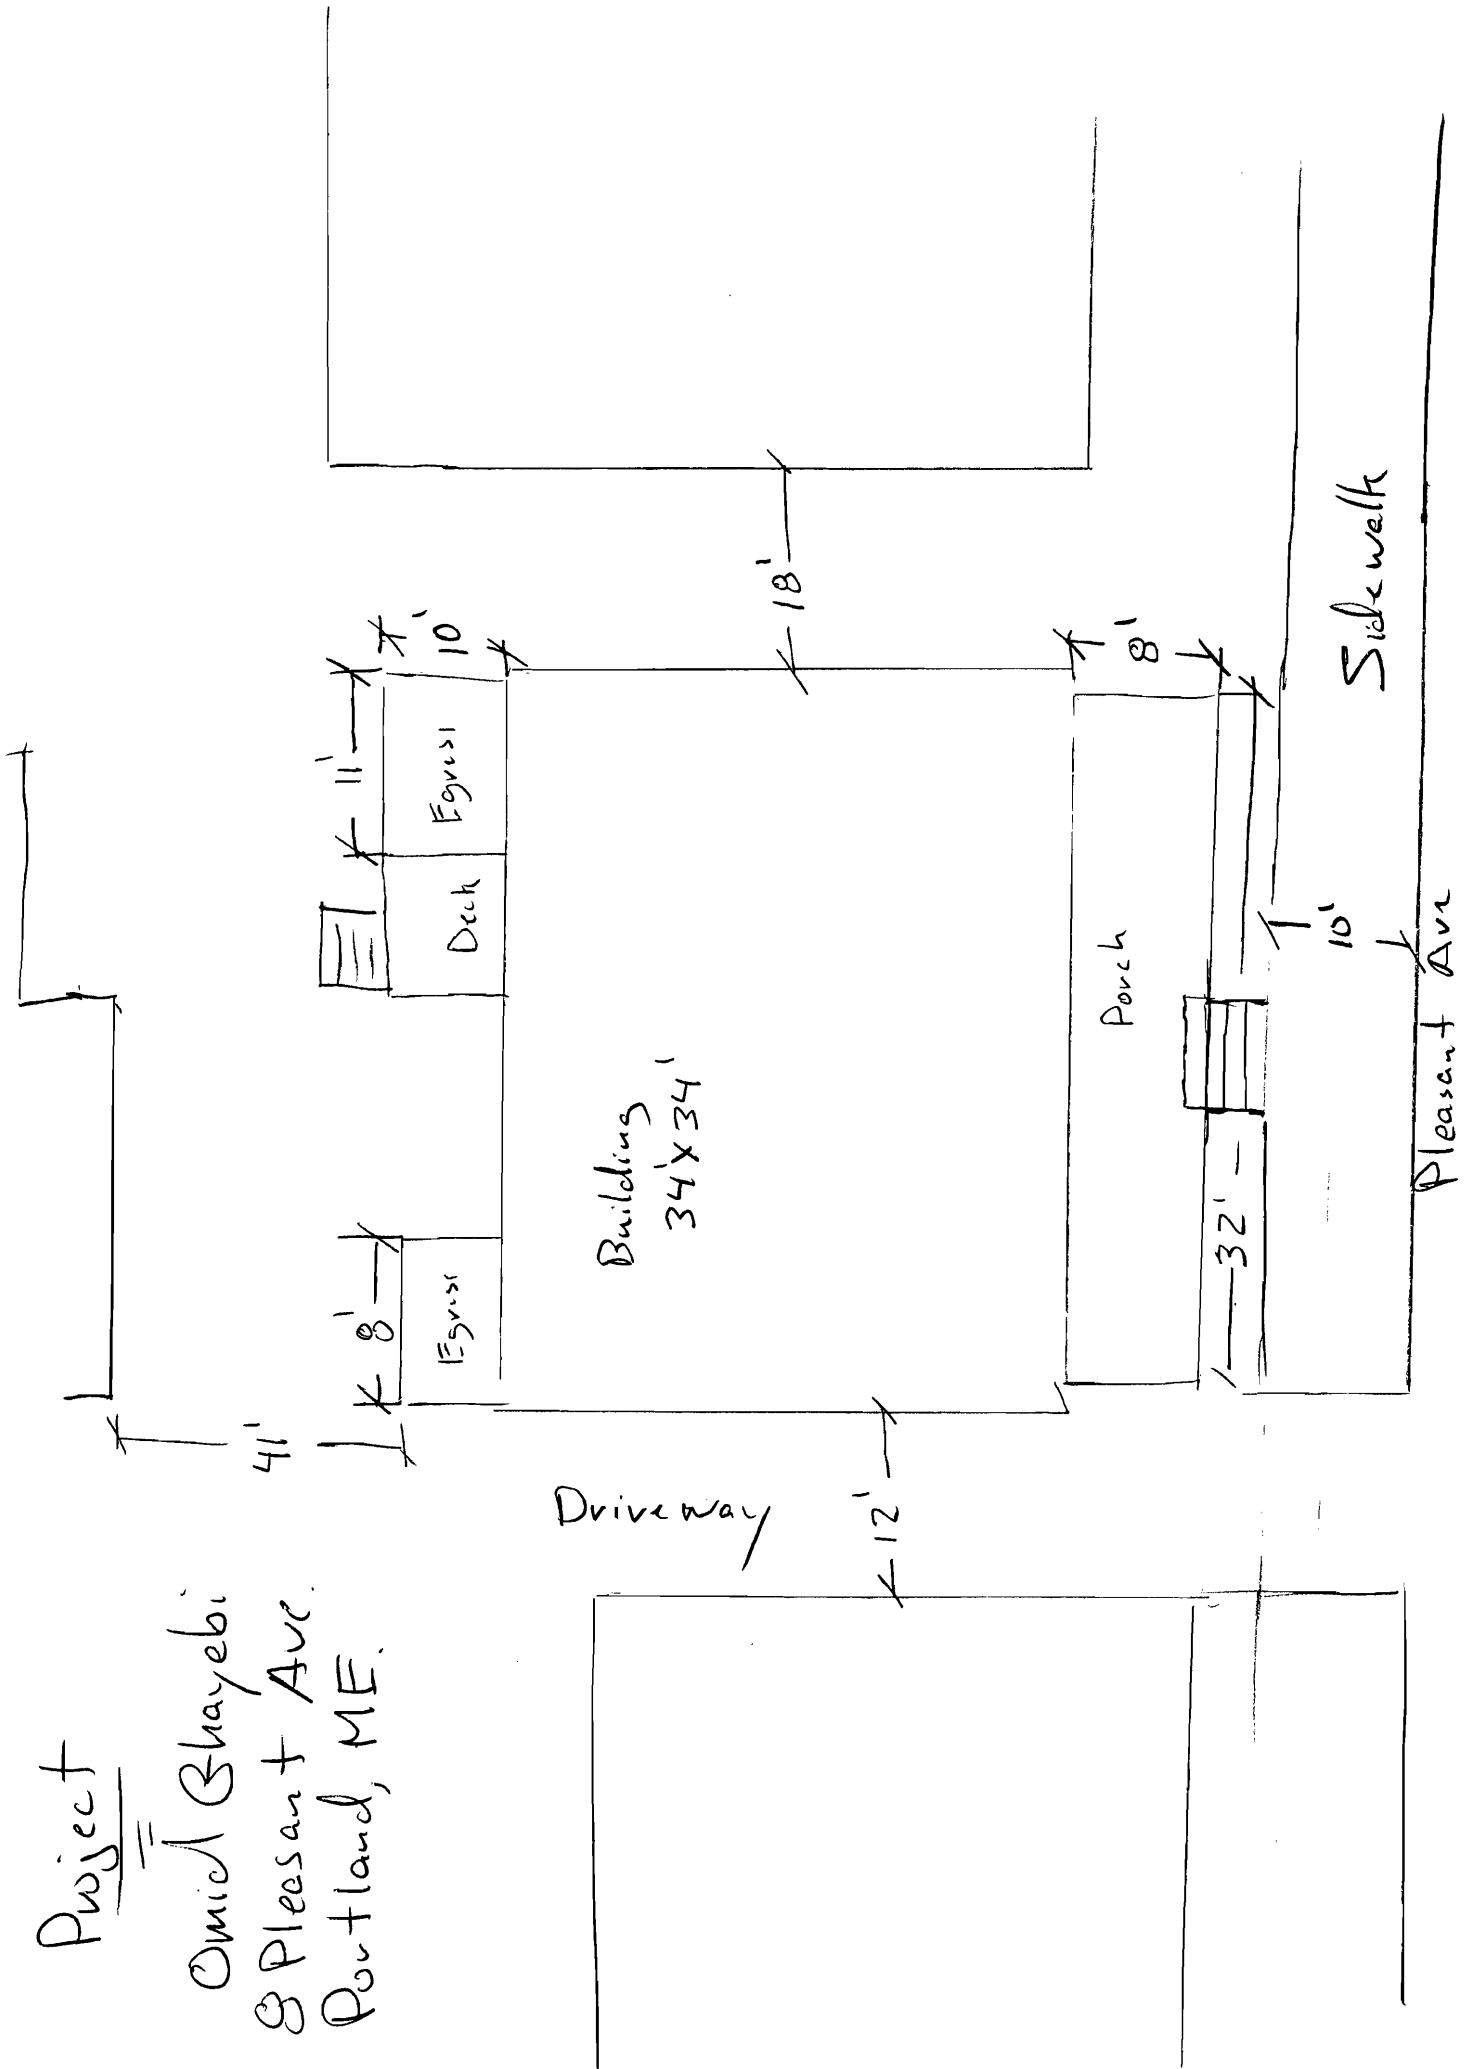 Project
Omid Ghayebi
8 Pleasant Ave.
Portland, ME.
41'
8'
11'
10'
Egress
Deck
Egress
Building
34'x34'
18'
Driveway
12'
Porch
8'
32'
10'
Sidewalk
Pleasant Ave